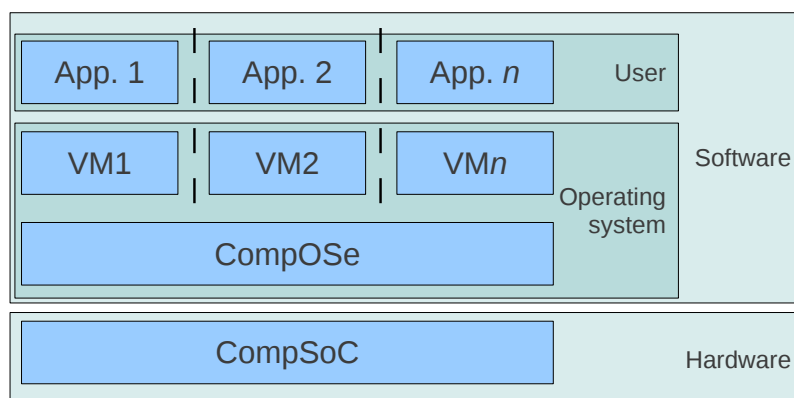 App. 1
App. 2
App. n
User
VM1
VM2
VMn
Software
Operating
system
CompOSe
CompSoC
Hardware